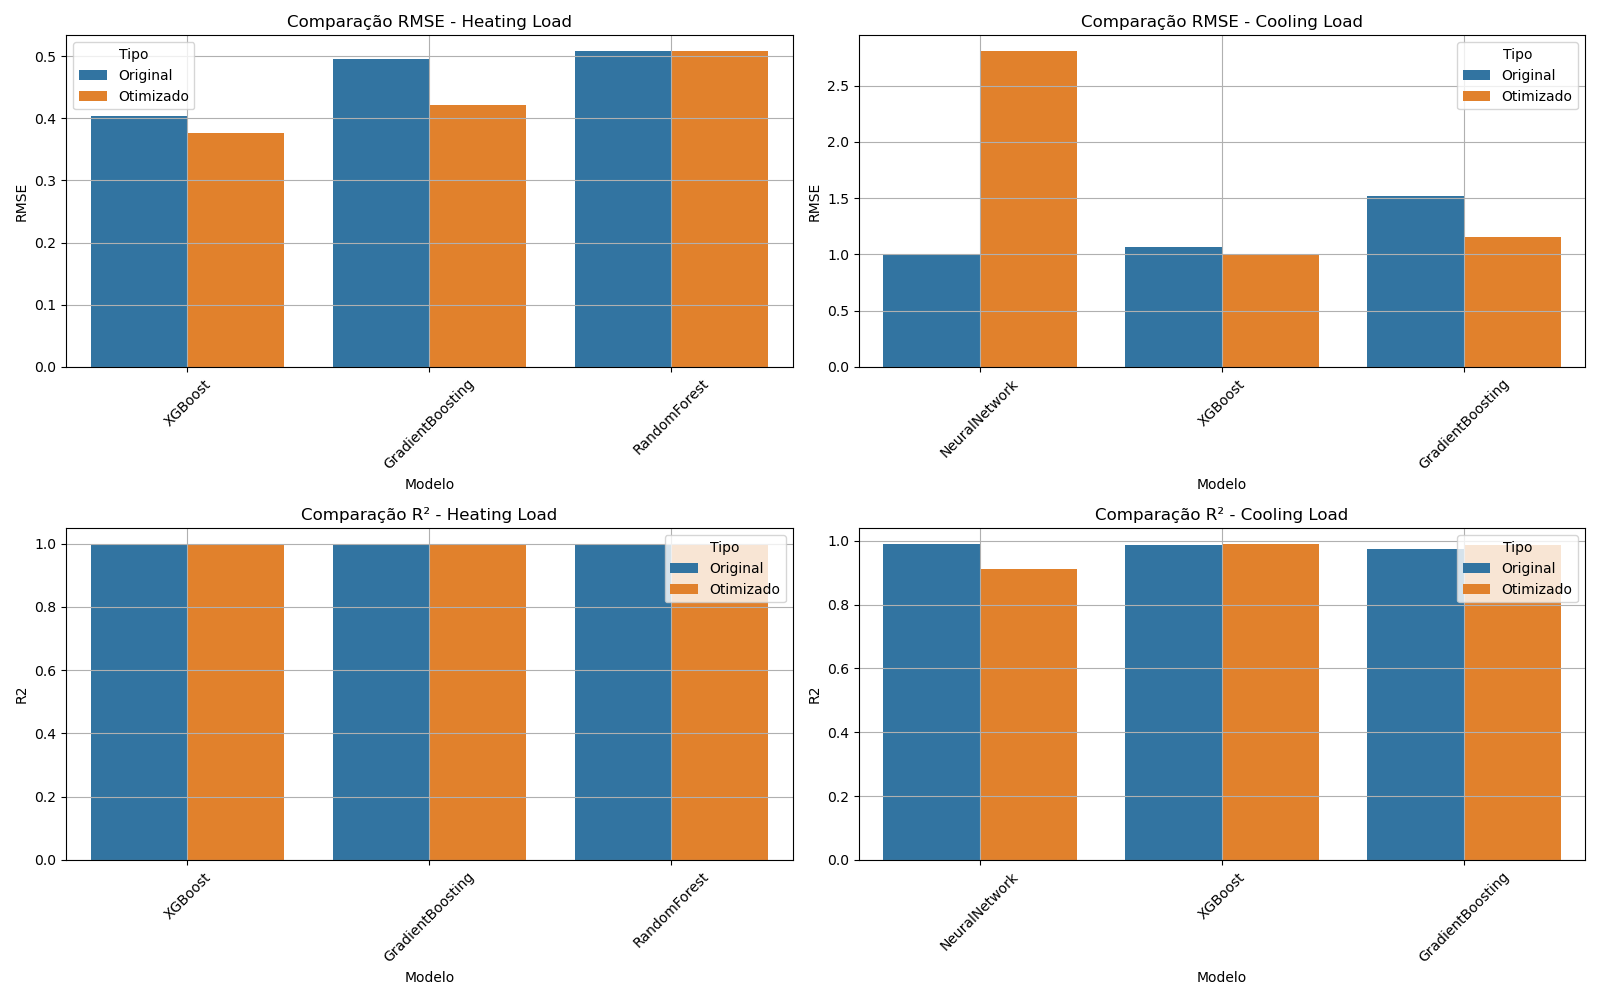 Comparação RMSE - Heating Load
RMSE
0.5
0.4
0.3
0.2
0.1
0.0
Tipo
Original
Otimizado
XGBoost
GradientBoosting
RandomForest
Modelo
Comparação RMSE - Cooling Load
RMSE
2.5
2.0
1.5
1.0
0.5
0.0
Tipo
Original
Otimizado
NeuralNetwork
XGBoost
GradientBoosting
Modelo
Comparação R² - Heating Load
R2
1.0
0.8
0.6
0.4
0.2
0.0
Tipo
Original
Otimizado
XGBoost
GradientBoosting
RandomForest
Modelo
Comparação R² - Cooling Load
R2
1.0
0.8
0.6
0.4
0.2
0.0
Tipo
Original
Otimizado
NeuralNetwork
XGBoost
GradientBoosting
Modelo